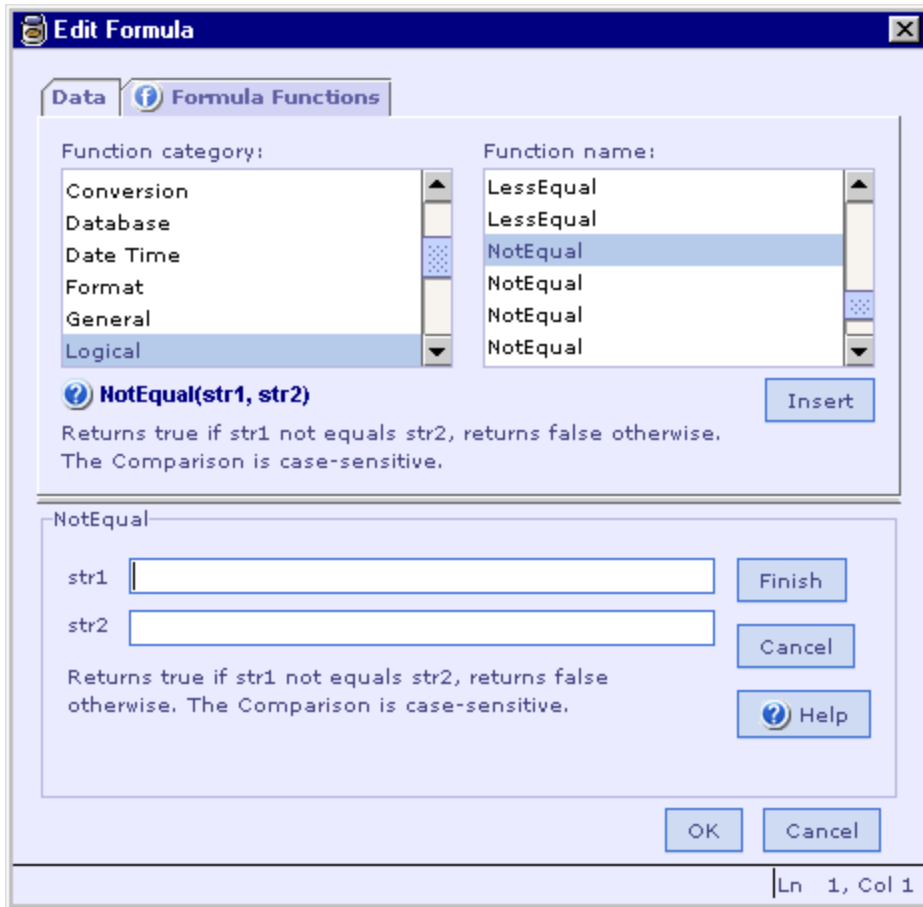 Edit Formula
Data
Formula Functions
Function category:
Function name:
Conversion
Database
Date Time
Format
General
Logical
LessEqual
LessEqual
NotEqual
NotEqual
NotEqual
NotEqual
NotEqual(str1, str2)
Insert
Returns true if str1 not equals str2, returns false otherwise.
The Comparison is case-sensitive.
NotEqual
str1
Finish
str2
Cancel
Returns true if str1 not equals str2, returns false
otherwise. The Comparison is case-sensitive.
Help
OK
Cancel
Ln 1, Col 1